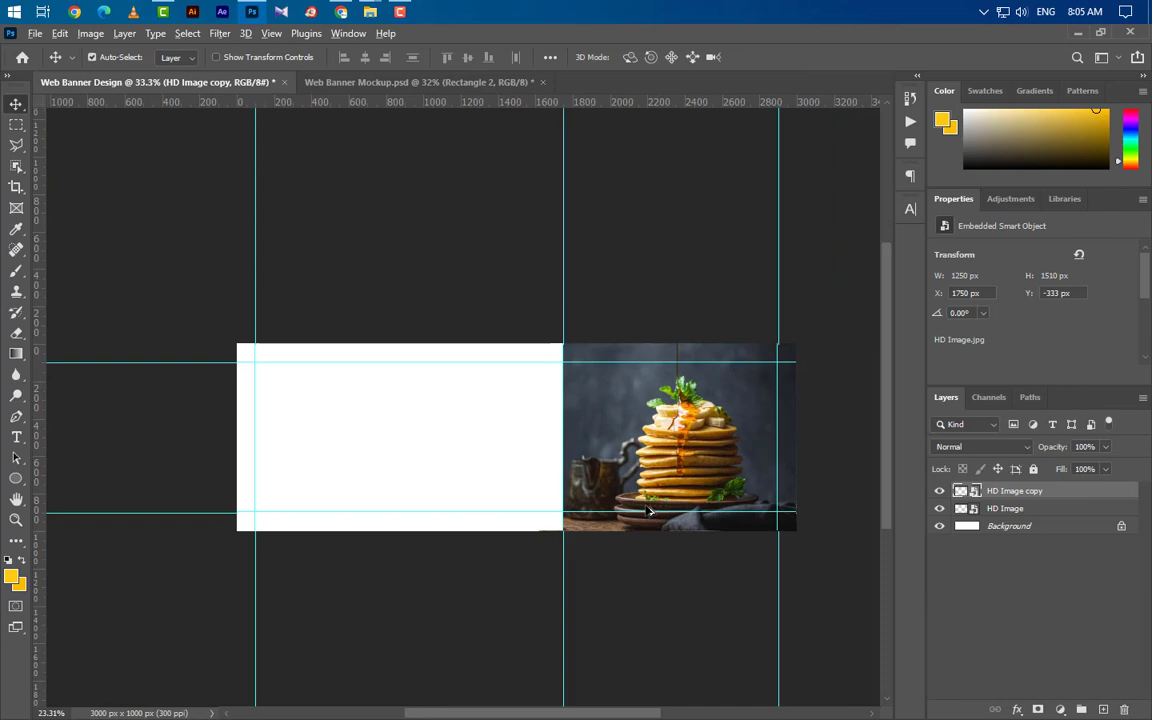 Ai
Ae
Ps
ENG
8:05 AM
Ps
File
Edit
Image
Layer
Type
Select
Filter
3D
View
Plugins
Window
Help
Auto-Select:
Layer
Show Transform Controls
3D Mode:
Web Banner Design @ 33.3% (HD Image copy, RGB/8#) *
Web Banner Mockup.psd @ 32% (Rectangle 2, RGB/8) *
1000 800. 600. 400. 200. 0 200. 400. 600. 800. 1000 1200 1400 1600 1800 2000 2200 2400 2600 2800 3000 3200
Color
Swatches
Gradients
Patterns
Properties
Adjustments
Libraries
Embedded Smart Object
Transform
W: 1250 px
H: 1510 px
X: 1750 px
Y: -333 px
0.00°
HD Image.jpg
Layers
Channels
Paths
Kind
Normal
Opacity: 100%
Lock:
Fill: 100%
HD Image copy
HD Image
Background
23.31%
3000 px x 1000 px (300 ppi)